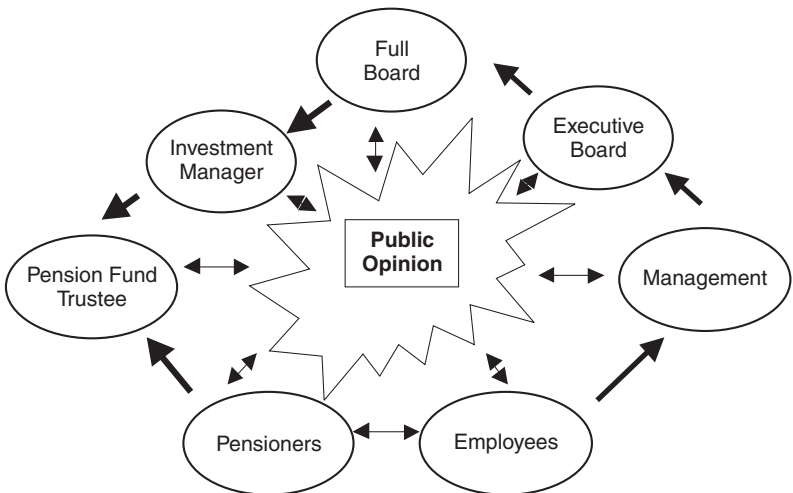 Full
Board
Executive
Board
Investment
Manager
Public
Opinion
Pension Fund
Trustee
Management
Pensioners
Employees